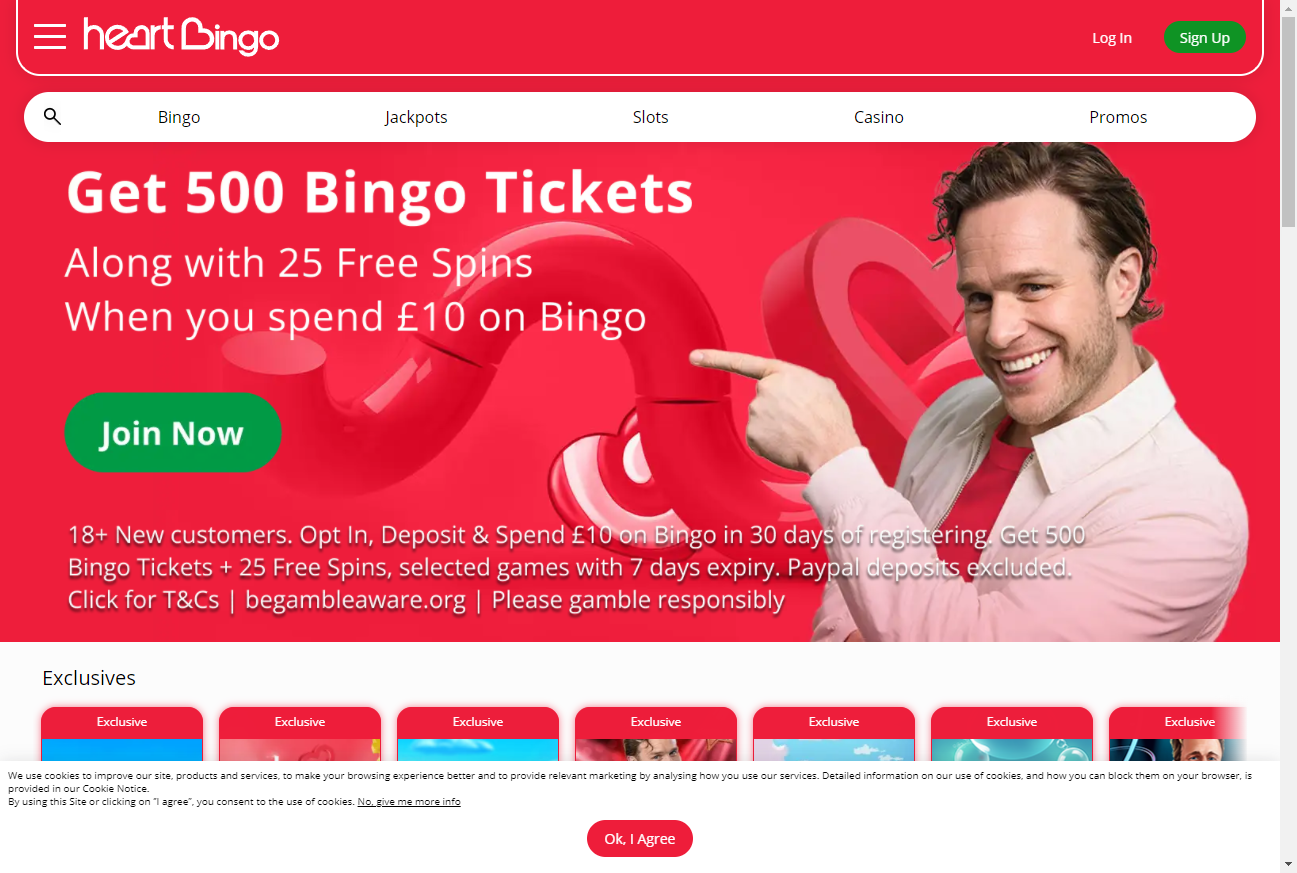 heart Bingo
Log In
Sign Up
Bingo
Jackpots
Slots
Casino
Promos
Get 500 Bingo Tickets
Along with 25 Free Spins
When you spend £10 on Bingo
Join Now
18+ New customers. Opt In, Deposit & Spend £10 on Bingo in 30 days of registering. Get 500
Bingo Tickets + 25 Free Spins, selected games with 7 days expiry. Paypal deposits excluded.
Click for T&Cs | begambleaware.org | Please gamble responsibly
Exclusives
Exclusive
Exclusive
Exclusive
Exclusive
Exclusive
Exclusive
Exclusive
We use cookies to improve our site, products and services, to make your browsing experience better and to provide relevant marketing by analysing how you use our services. Detailed information on our use of cookies, and how you can block them on your browser, is
provided in our Cookie Notice.
By using this Site or clicking on "I agree", you consent to the use of cookies. No, give me more info
Ok, I Agree